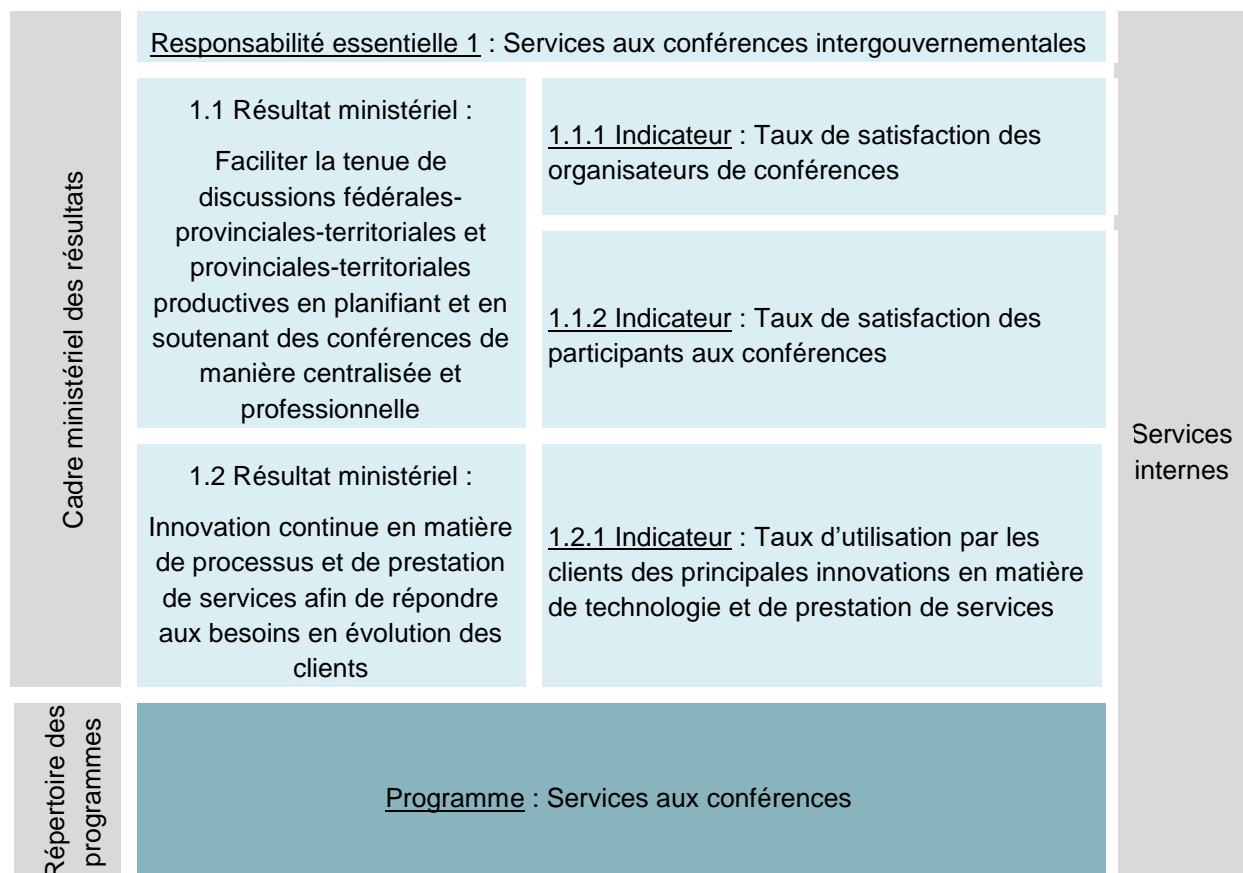 Cadre ministériel des résultats
Responsabilité essentielle 1 : Services aux conférences intergouvernementales
1.1 Résultat ministériel :
Faciliter la tenue de
discussions fédérales-
provinciales-territoriales et
provinciales-territoriales
productives en planifiant et en
soutenant des conférences de
manière centralisée et
professionnelle
1.1.1 Indicateur : Taux de satisfaction des
organisateurs de conférences
1.1.2 Indicateur : Taux de satisfaction des
participants aux conférences
1.2 Résultat ministériel :
Innovation continue en matière
de processus et de prestation
de services afin de répondre
aux besoins en évolution des
clients
1.2.1 Indicateur : Taux d’utilisation par les
clients des principales innovations en matière
de technologie et de prestation de services
Services
internes
Répertoire des
programmes
Programme : Services aux conférences